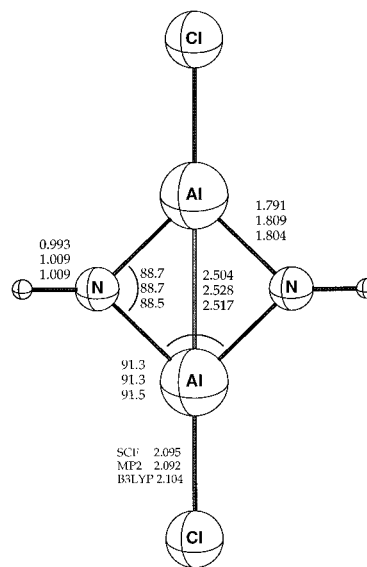 Cl
Al
1.791
1.809
1.804
0.993
1.009
1.009
N
88.7
88.7
88.5
2.504
2.528
2.517
N
91.3
91.3
91.5
Al
SCF 2.095
MP2 2.092
B3LYP 2.104
Cl